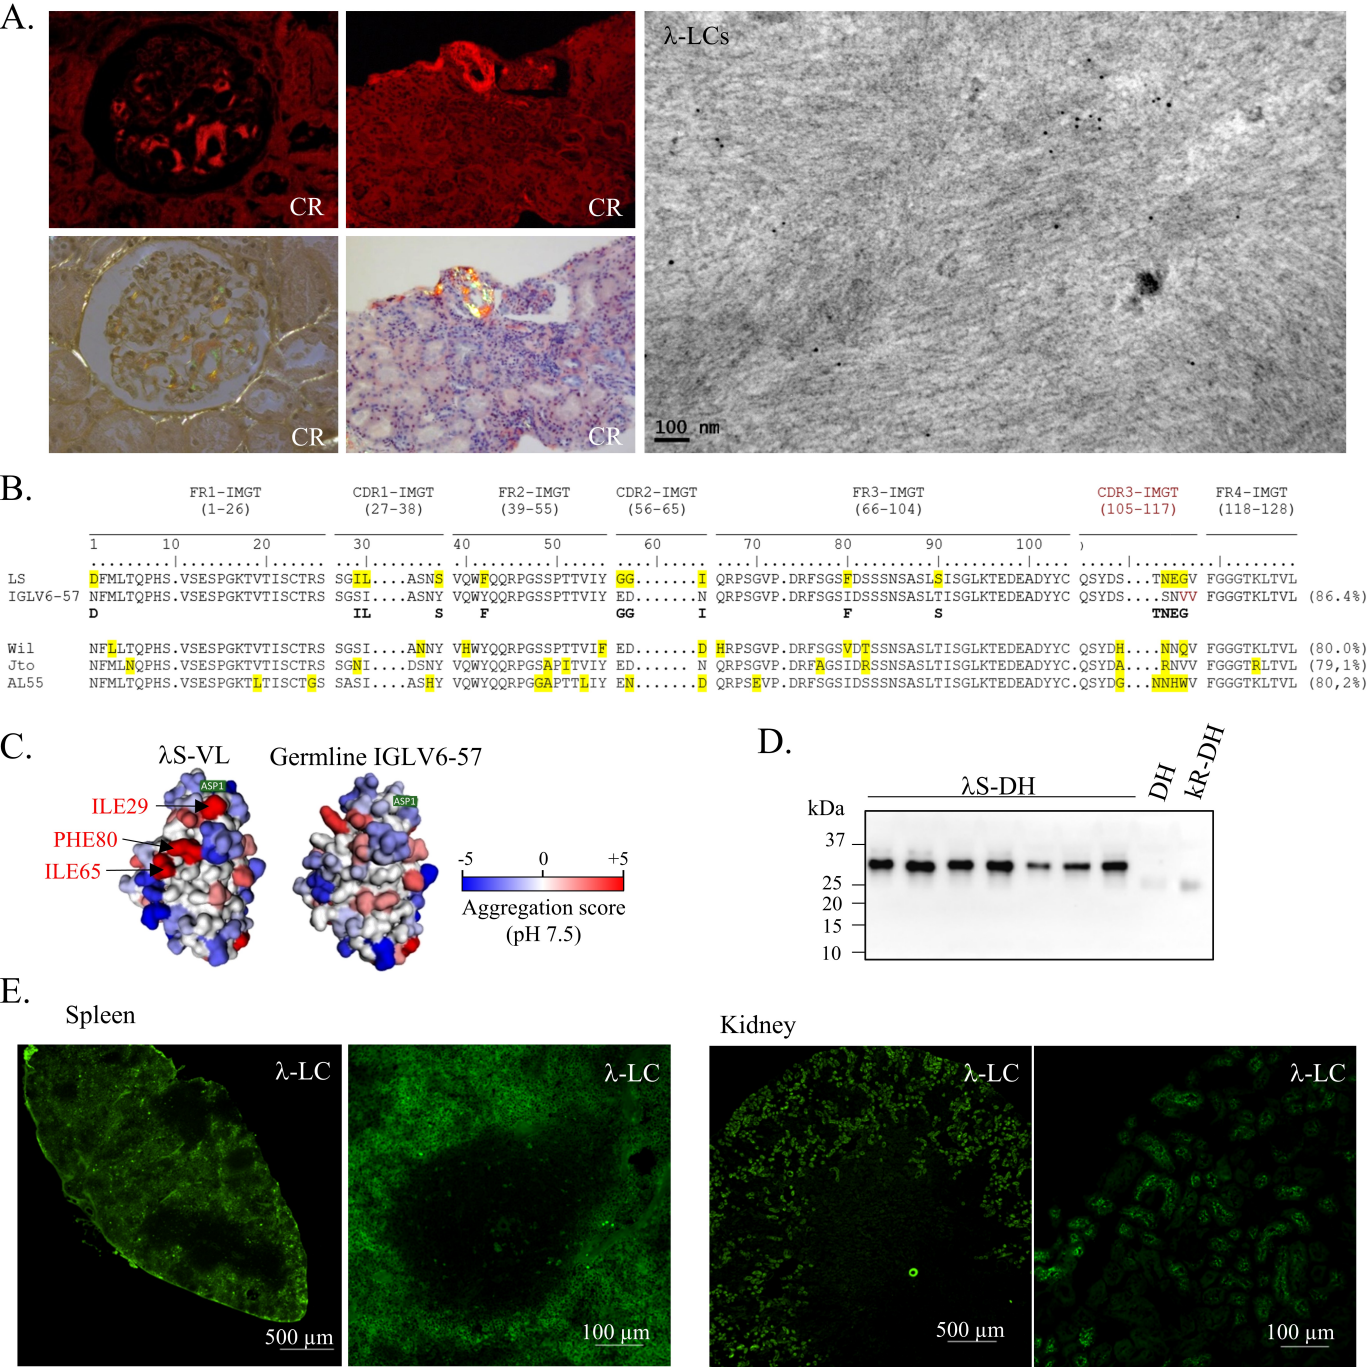 A.
CR
CR
CR
CR
λ-LCs
100 nm
B.
FR1-IMGT CDR1-IMGT FR2-IMGT CDR2-IMGT FR3-IMGT CDR3-IMGT FR4-IMGT
(1-26) (27-38) (39-55) (56-65) (66-104) (105-117) (118-128)
1 10 20 30 40 50 60 70 80 90 100 )
LS DFMLTQPHS.VSESPGKTVTISCTRS SGIL....ASNS VQWFQQRPGSSPTTVIY GG.......I QRPSGVP.DRFSGSFDSSSNSASLSISGLKTEDEADYYC QSYDS...TNEGV FGGGTKLTVL
IGLV6-57 NFMLTQPHS.VSESPGKTVTISCTRS SGSI....ASNY VQWYQQRPGSSPTTVIY ED.......N QRPSGVP.DRFSGSIDSSSNSASLTISGLKTEDEADYYC.QSYDS....SNVV FGGGTKLTVL (86.4%)
D IL S F GG I F S TNEG
Wil NFLLTQPHS.VSESPGKTVTISCTRS SGSI....ANNY VHWYQQRPGSSPTTVIF ED.......D HRPSGVP.DRFSGSVDTSSNSASLTISGLKTEDEADYYC.QSYDH....NNQV FGGGTKLTVL (80.0%)
Jto NFMLNQPHS.VSESPGKTVTISCTRS SGNI....DSNY VQWYQQRPGSAPITVIY ED.......N QRPSGVP.DRFAGSIDRSSNSASLTISGLKTEDEADYYC.QSYDA....RNVV FGGGTRLTVL (79,1%)
AL55 NFMLTQPHS.VSESPGKTLTISCTGS SASI....ASHY VQWYQQRPGGAPTTLIY EN.......D QRPSEVP.DRFSGSIDSSSNSASLTISGLKTEDEADYYC.QSYDG...NNHWV FGGGTKLTVL (80,2%)
C.
λS-VL
Germline IGLV6-57
ASP1
ASP1
ILE29
PHE80
ILE65
-5 0 +5
Aggregation score
(pH 7.5)
D.
λS-DH
DH
kR-DH
kDa
37
25
20
15
10
E.
Spleen
λ-LC
500 µm
λ-LC
100 µm
Kidney
λ-LC
500 µm
λ-LC
100 µm